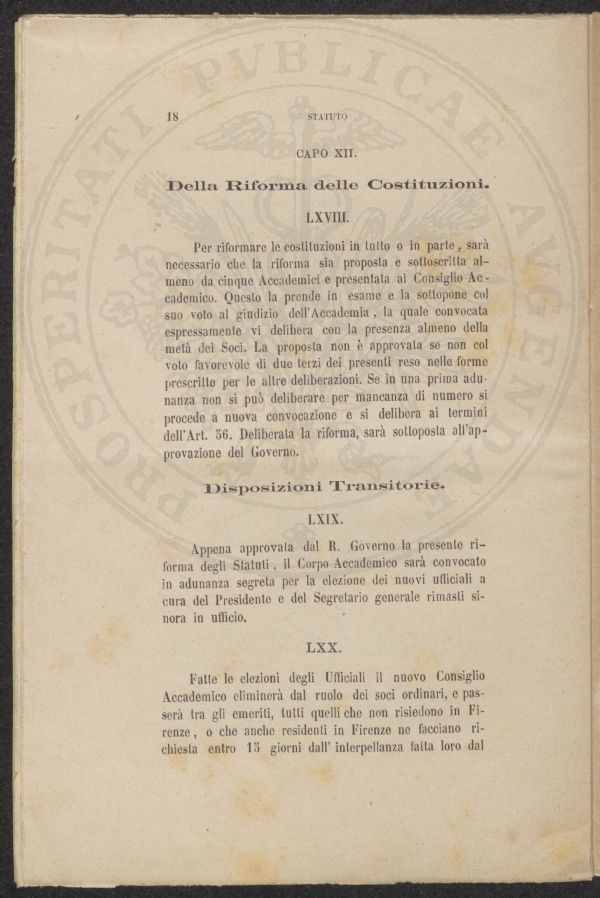 PROSPERITATI PVBLICAE AVGENDAE
18
STATUTO
CAPO XII.
Della Riforma delle Costituzioni.
LXVIII.
Per riformare le costituzioni in tutto o in parte, sarà
necessario che la riforma sia proposta e sottoscritta al-
meno da cinque Accademici e presentata al Consiglio Ac-
cademico. Questo la prende in esame e la sottopone col
suo voto al giudizio dell'Accademia, la quale convocata
espressamente vi delibera con la presenza almeno della
metà dei Soci. La proposta non è approvata se non col
voto favorevole di due terzi dei presenti reso nelle forme
prescritte per le altre deliberazioni. Se in una prima adu-
nanza non si può deliberare per mancanza di numero si
procede a nuova convocazione e si delibera ai termini
dell'Art. 56. Deliberata la riforma, sarà sottoposta all'ap-
provazione del Governo.
Disposizioni Transitorie.
LXIX.
Appena approvata dal R. Governo la presente ri-
forma degli Statuti, il Corpo Accademico sarà convocato
in adunanza segreta per la elezione dei nuovi ufficiali a
cura del Presidente e del Segretario generale rimasti si-
nora in ufficio.
LXX.
Fatte le elezioni degli Ufficiali il nuovo Consiglio
Accademico eliminerà dal ruolo dei soci ordinari, e pas-
serà tra gli emeriti, tutti quelli che non risiedono in Fi-
renze, o che anche residenti in Firenze ne facciano ri-
chiesta entro 15 giorni dall'interpellanza fatta loro dal